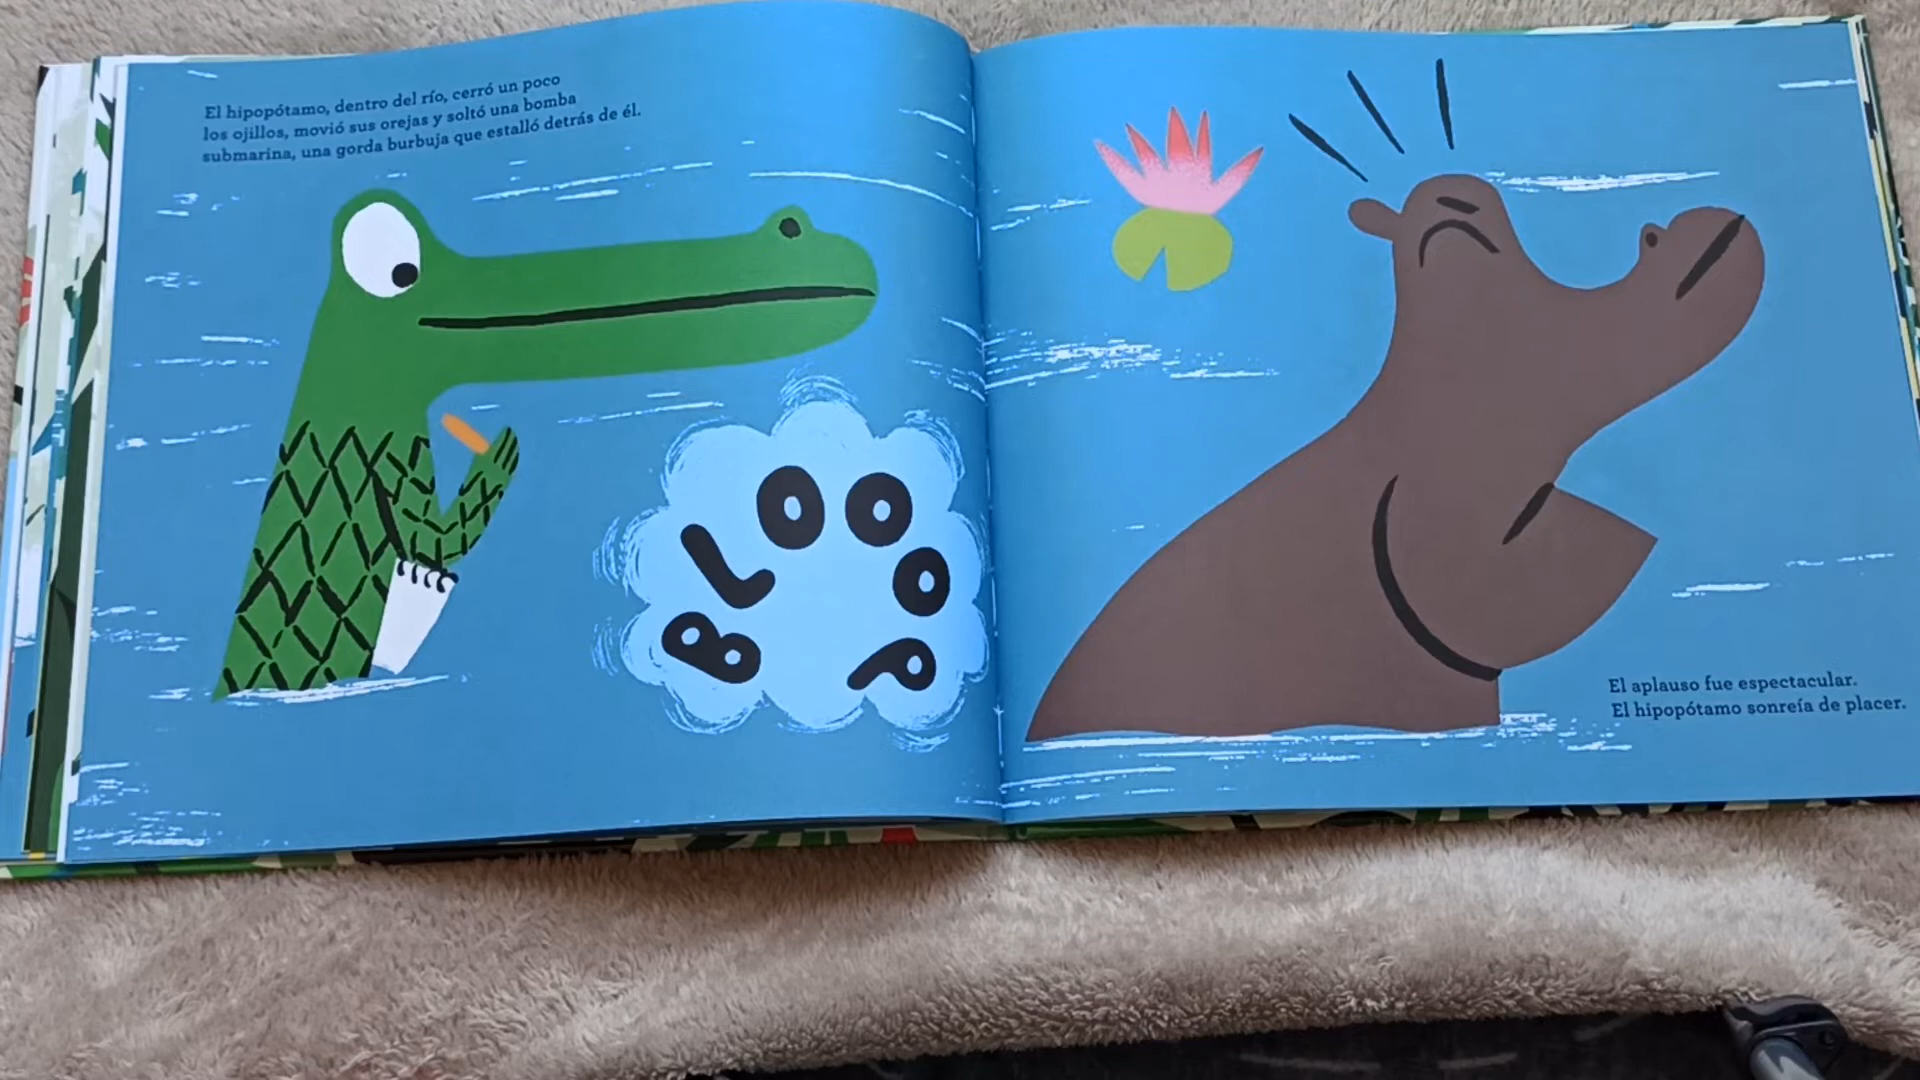 El hipopótamo, dentro del río, cerró un poco
los ojillos, movió sus orejas y soltó una bomba
submarina, una gorda burbuja que estalló detrás de él.
BLOOOP
El aplauso fue espectacular.
El hipopótamo sonreía de placer.